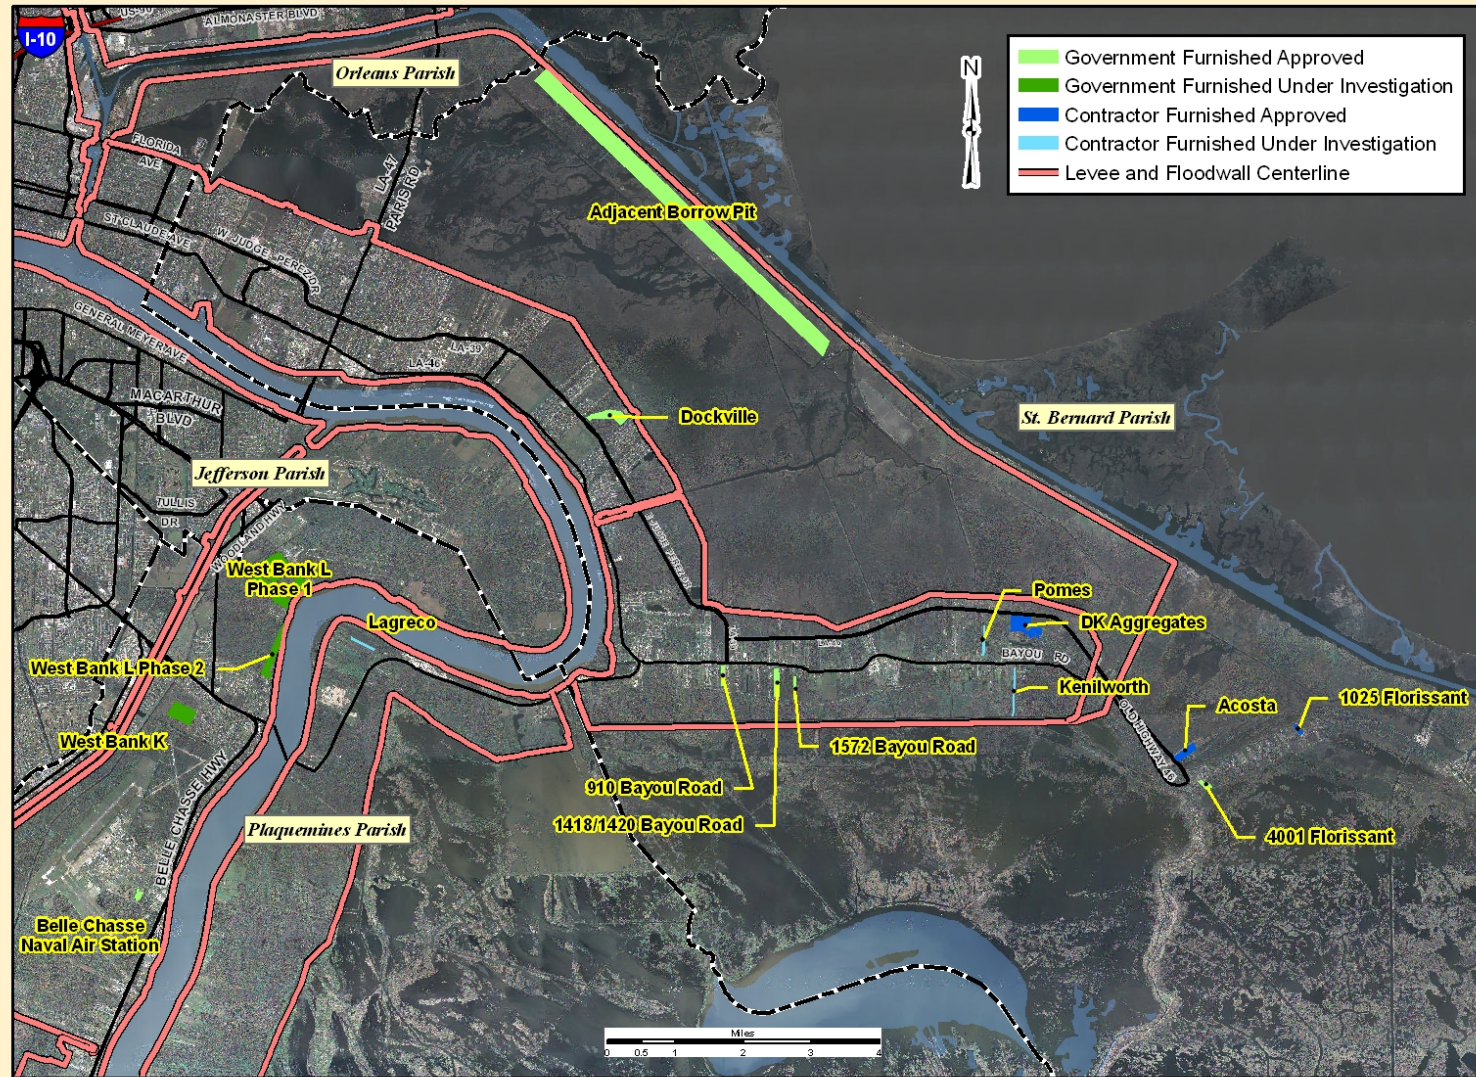 US-90
ALMONASTER BLVD
I-10
Orleans Parish
N
Government Furnished Approved
Government Furnished Under Investigation
Contractor Furnished Approved
Contractor Furnished Under Investigation
Levee and Floodwall Centerline
FLORIDA
AVE
LA-47
PARIS RD
Adjacent Borrow Pit
ST CLAUDE AVE
W JUDGE PEREZ DR
GENERAL MEYER AVE
LA-39
LA-46
MACARTHUR
BLVD
Dockville
St. Bernard Parish
Jefferson Parish
TULLIS
DR
WOODLAND HWY
E JUDGE PEREZ DR
West Bank L
Phase 1
Lagreco
Pomes
DK Aggregates
BAYOU RD
West Bank L Phase 2
Kenilworth
1025 Florissant
Acosta
OLD HIGHWAY 46
West Bank K
1572 Bayou Road
910 Bayou Road
1418/1420 Bayou Road
BELLE CHASSE HWY
Plaquemines Parish
4001 Florissant
Belle Chasse
Naval Air Station
Miles
0 0.5 1 2 3 4